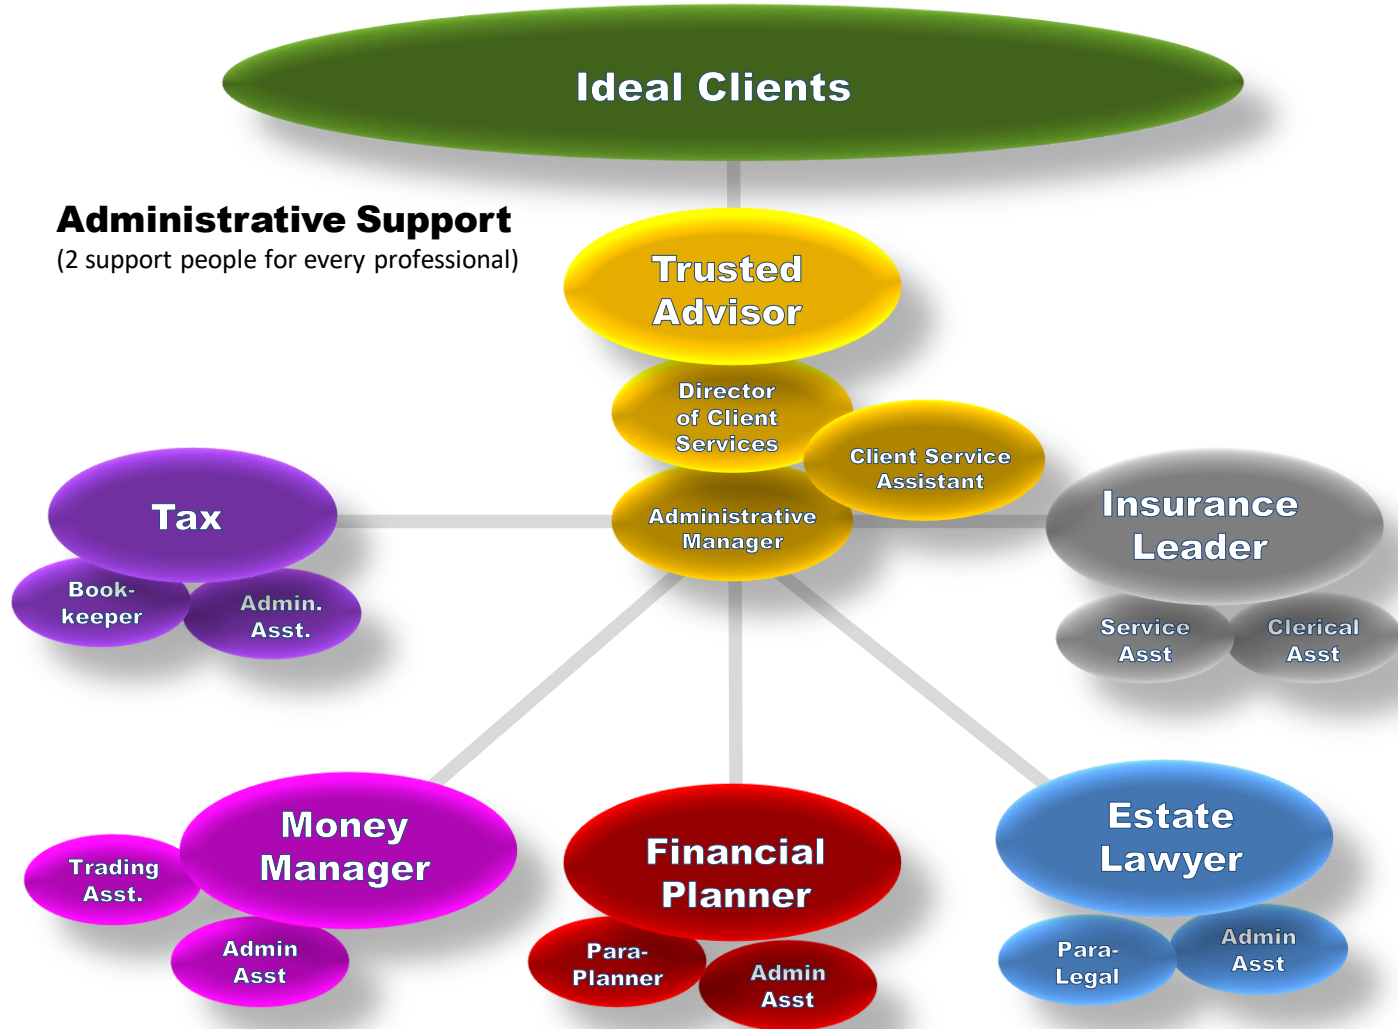 Ideal Clients
Administrative Support
(2 support people for every professional)
Trusted
Advisor
Director
of Client
Services
Client Service
Assistant
Administrative
Manager
Tax
Book-
keeper
Admin.
Asst.
Insurance
Leader
Service
Asst
Clerical
Asst
Money
Manager
Trading
Asst.
Admin
Asst
Financial
Planner
Para-
Planner
Admin
Asst
Estate
Lawyer
Para-
Legal
Admin
Asst